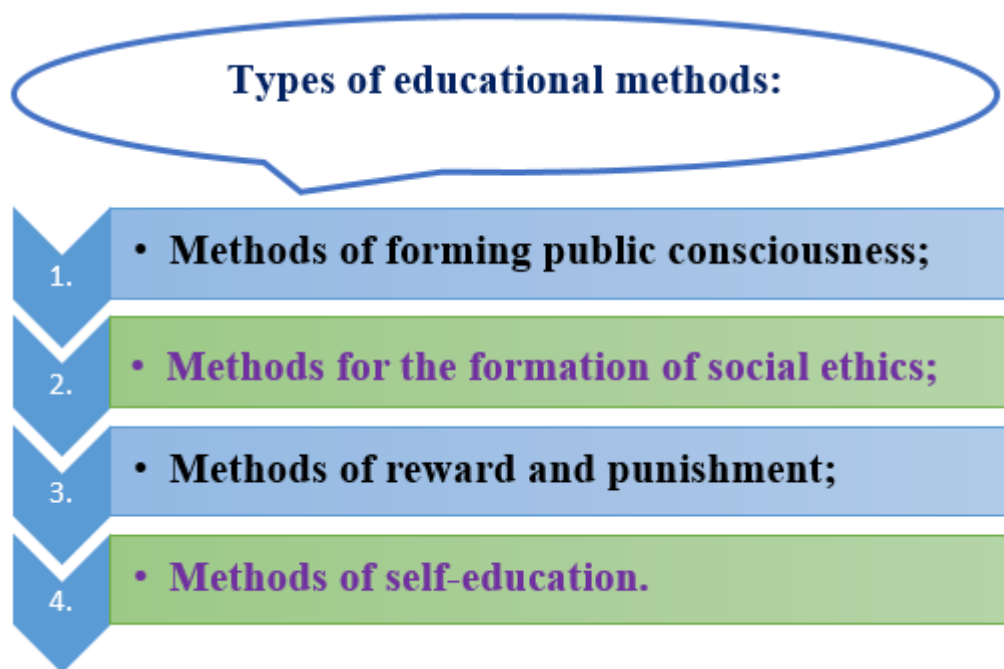 Types of educational methods:
1. • Methods of forming public consciousness;
2. • Methods for the formation of social ethics;
3. • Methods of reward and punishment;
4. • Methods of self-education.